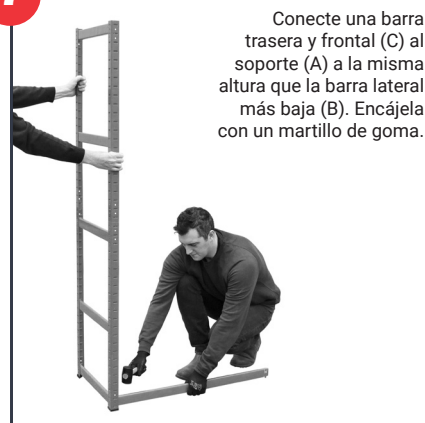 Conecte una barra
trasera y frontal (C) al
soporte (A) a la misma
altura que la barra lateral
más baja (B). Encájela
con un martillo de goma.